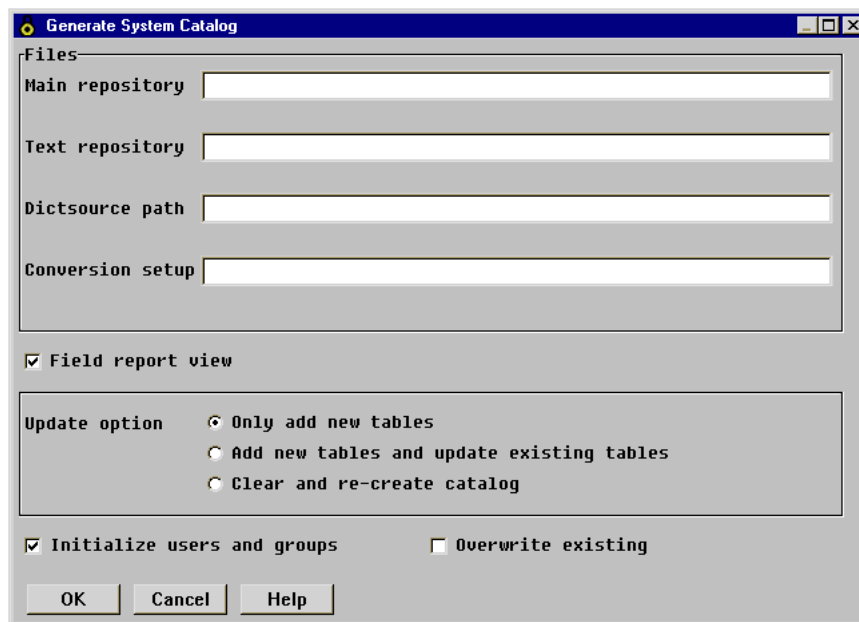 Generate System Catalog
Files
Main repository
Text repository
Dictsource path
Conversion setup
Field report view
Update option
Only add new tables
Add new tables and update existing tables
Clear and re-create catalog
Initialize users and groups Overwrite existing
OK Cancel Help